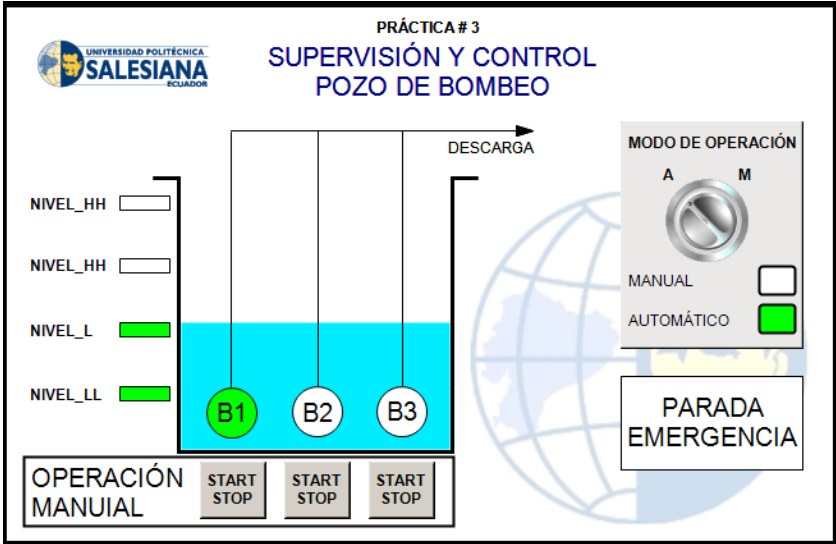 PRÁCTICA # 3
UNIVERSIDAD POLITÉCNICA
SALESIANA
ECUADOR
SUPERVISIÓN Y CONTROL
POZO DE BOMBEO
DESCARGA
MODO DE OPERACIÓN
A M
NIVEL_HH
NIVEL_HH
MANUAL
AUTOMÁTICO
NIVEL_L
NIVEL_LL
B1 B2 B3
PARADA
EMERGENCIA
OPERACIÓN
MANUIAL
START START START
STOP STOP STOP